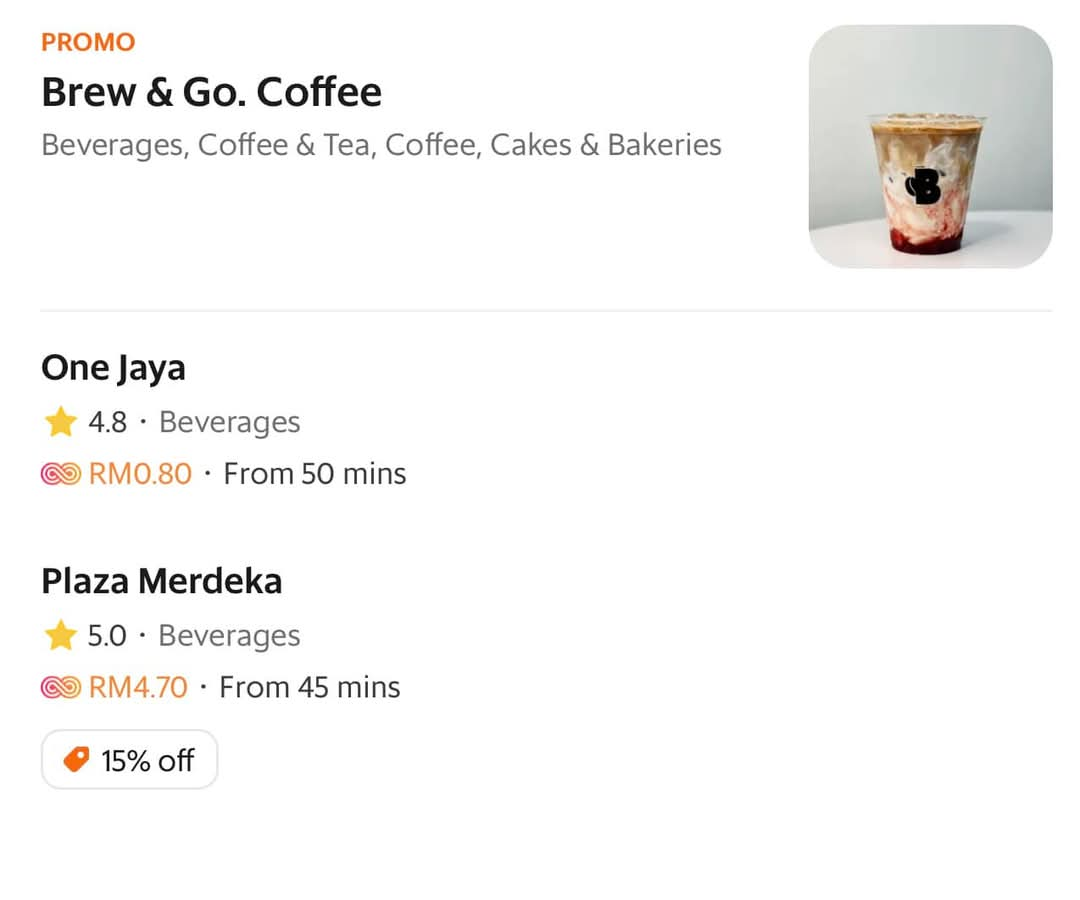 PROMO
Brew & Go. Coffee
Beverages, Coffee & Tea, Coffee, Cakes & Bakeries
B
One Jaya
4.8 · Beverages
RM0.80 · From 50 mins
Plaza Merdeka
5.0 · Beverages
RM4.70 · From 45 mins
15% off